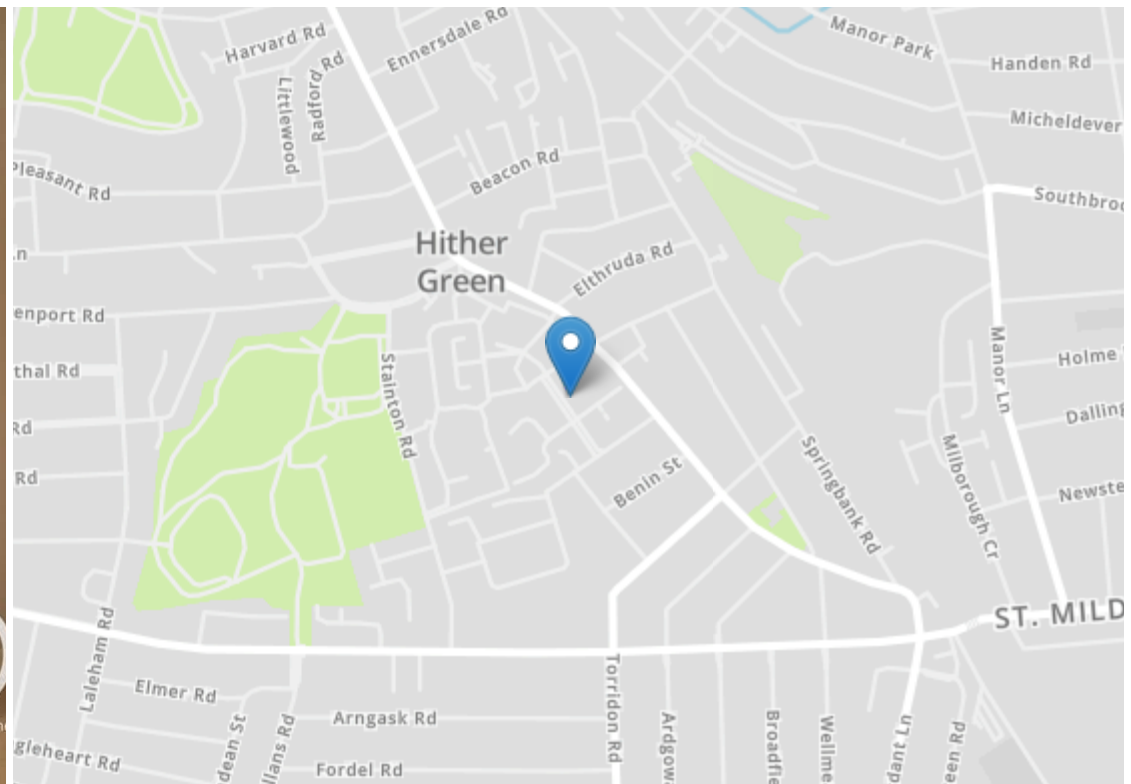 Harvard Rd
Ennersdale Rd
Manor Park
Handen Rd
Littlewood
Radford Rd
Micheldever
Pleasant Rd
Beacon Rd
Southbroo
Hither
Green
Elthruda Rd
enport Rd
thal Rd
Stainton Rd
Manor Ln
Holme
Rd
Dalling
Rd
Benin St
Springbank Rd
Milborough Cr
Newste
ST. MILD
Laleham Rd
Elmer Rd
Torridon Rd
Arngask Rd
dean St
llans Rd
Ardgow
Broadfie
Wellme
dant Ln
een Rd
gleheart Rd
Fordel Rd